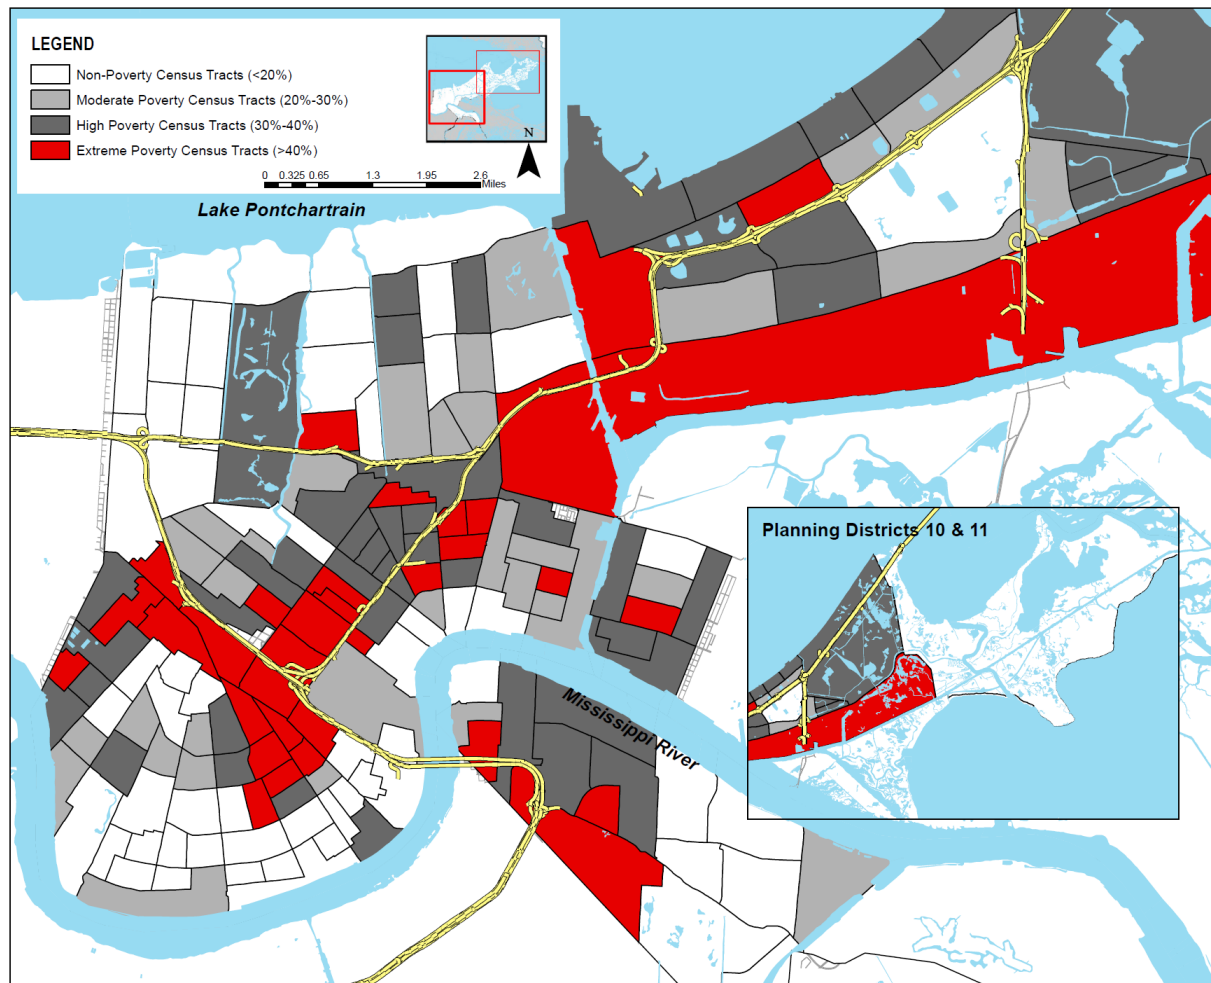 LEGEND
Non-Poverty Census Tracts (<20%)
Moderate Poverty Census Tracts (20%-30%)
High Poverty Census Tracts (30%-40%)
Extreme Poverty Census Tracts (>40%)
N
0 0.325 0.65 1.3 1.95 2.6
Miles
Lake Pontchartrain
Planning Districts 10 & 11
Mississippi River